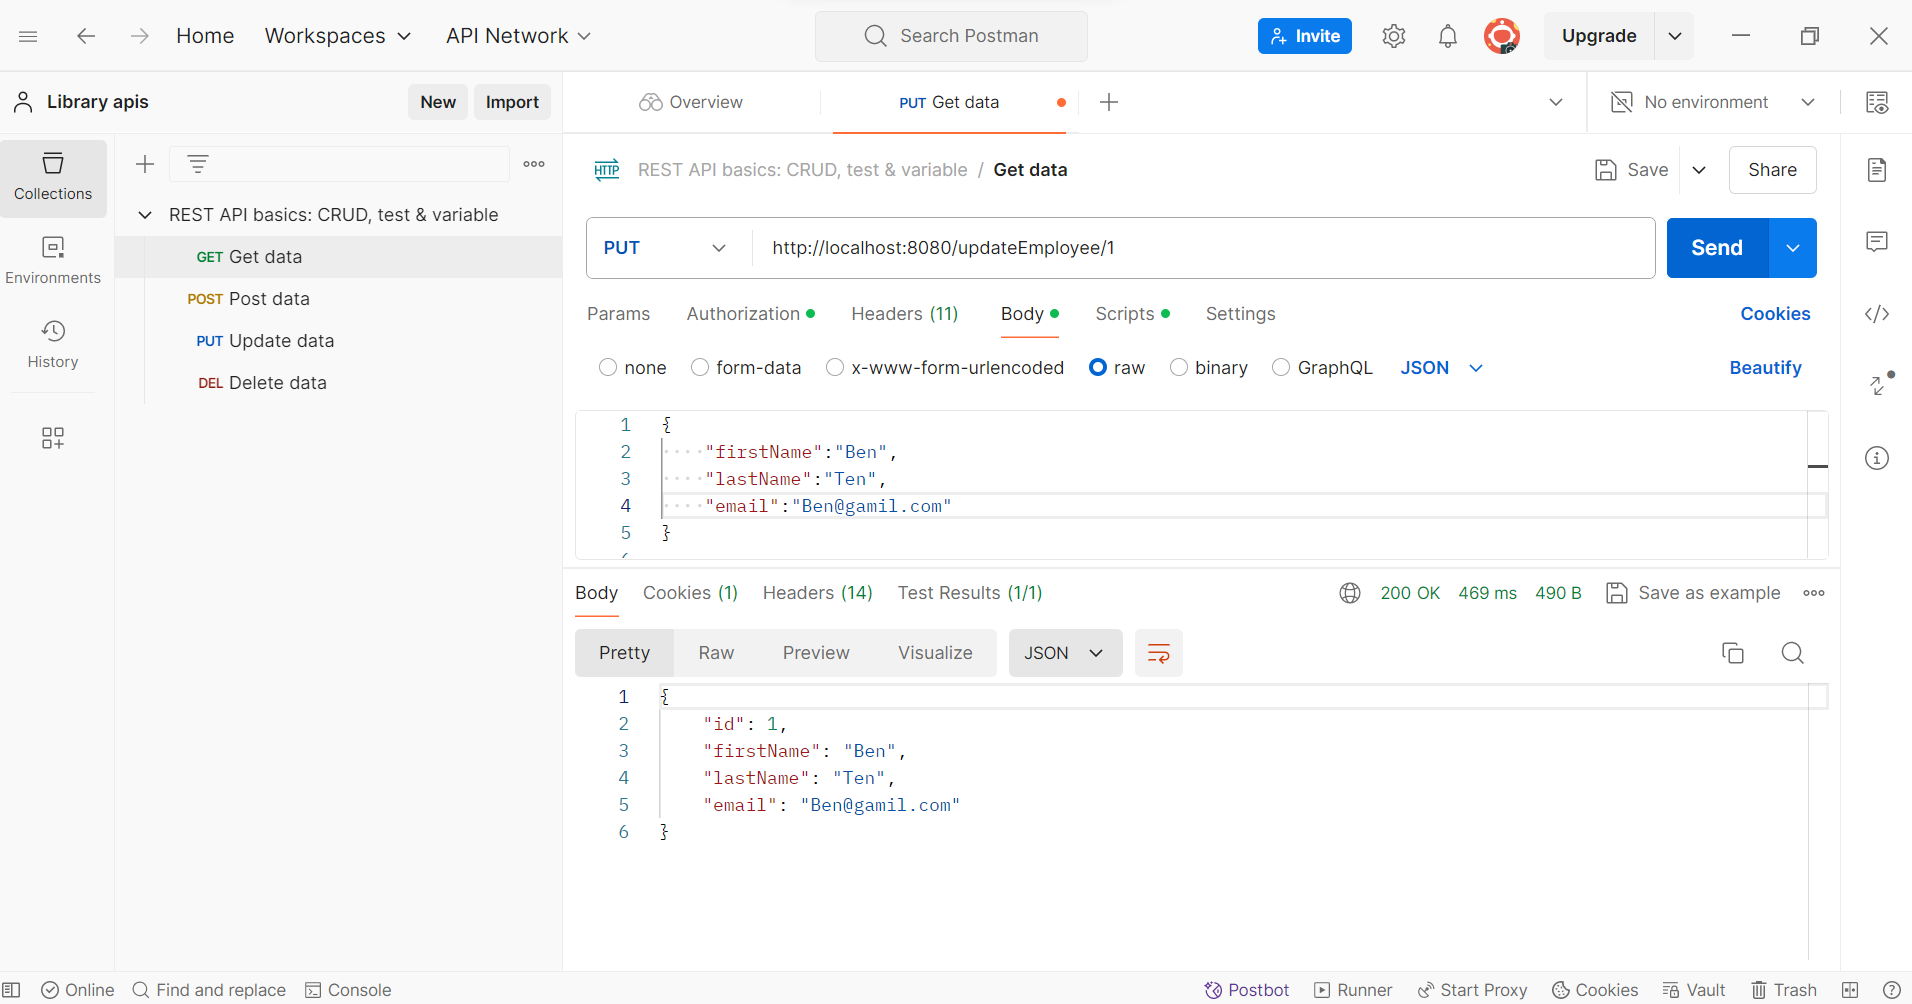 Home Workspaces API Network Search Postman Invite Upgrade
Library apis New Import Overview PUT Get data No environment
Collections
Environments
History
REST API basics: CRUD, test & variable
GET Get data
POST Post data
PUT Update data
DEL Delete data
HTTP REST API basics: CRUD, test & variable / Get data Save Share
PUT http://localhost:8080/updateEmployee/1 Send
Params Authorization Headers (11) Body Scripts Settings Cookies
none form-data x-www-form-urlencoded raw binary GraphQL JSON Beautify
1 {
2 "firstName":"Ben",
3 "lastName":"Ten",
4 "email":"Ben@gamil.com"
5 }
Body Cookies (1) Headers (14) Test Results (1/1) 200 OK 469 ms 490 B Save as example
Pretty Raw Preview Visualize JSON
1 {
2 "id": 1,
3 "firstName": "Ben",
4 "lastName": "Ten",
5 "email": "Ben@gamil.com"
6 }
Online Find and replace Console Postbot Runner Start Proxy Cookies Vault Trash